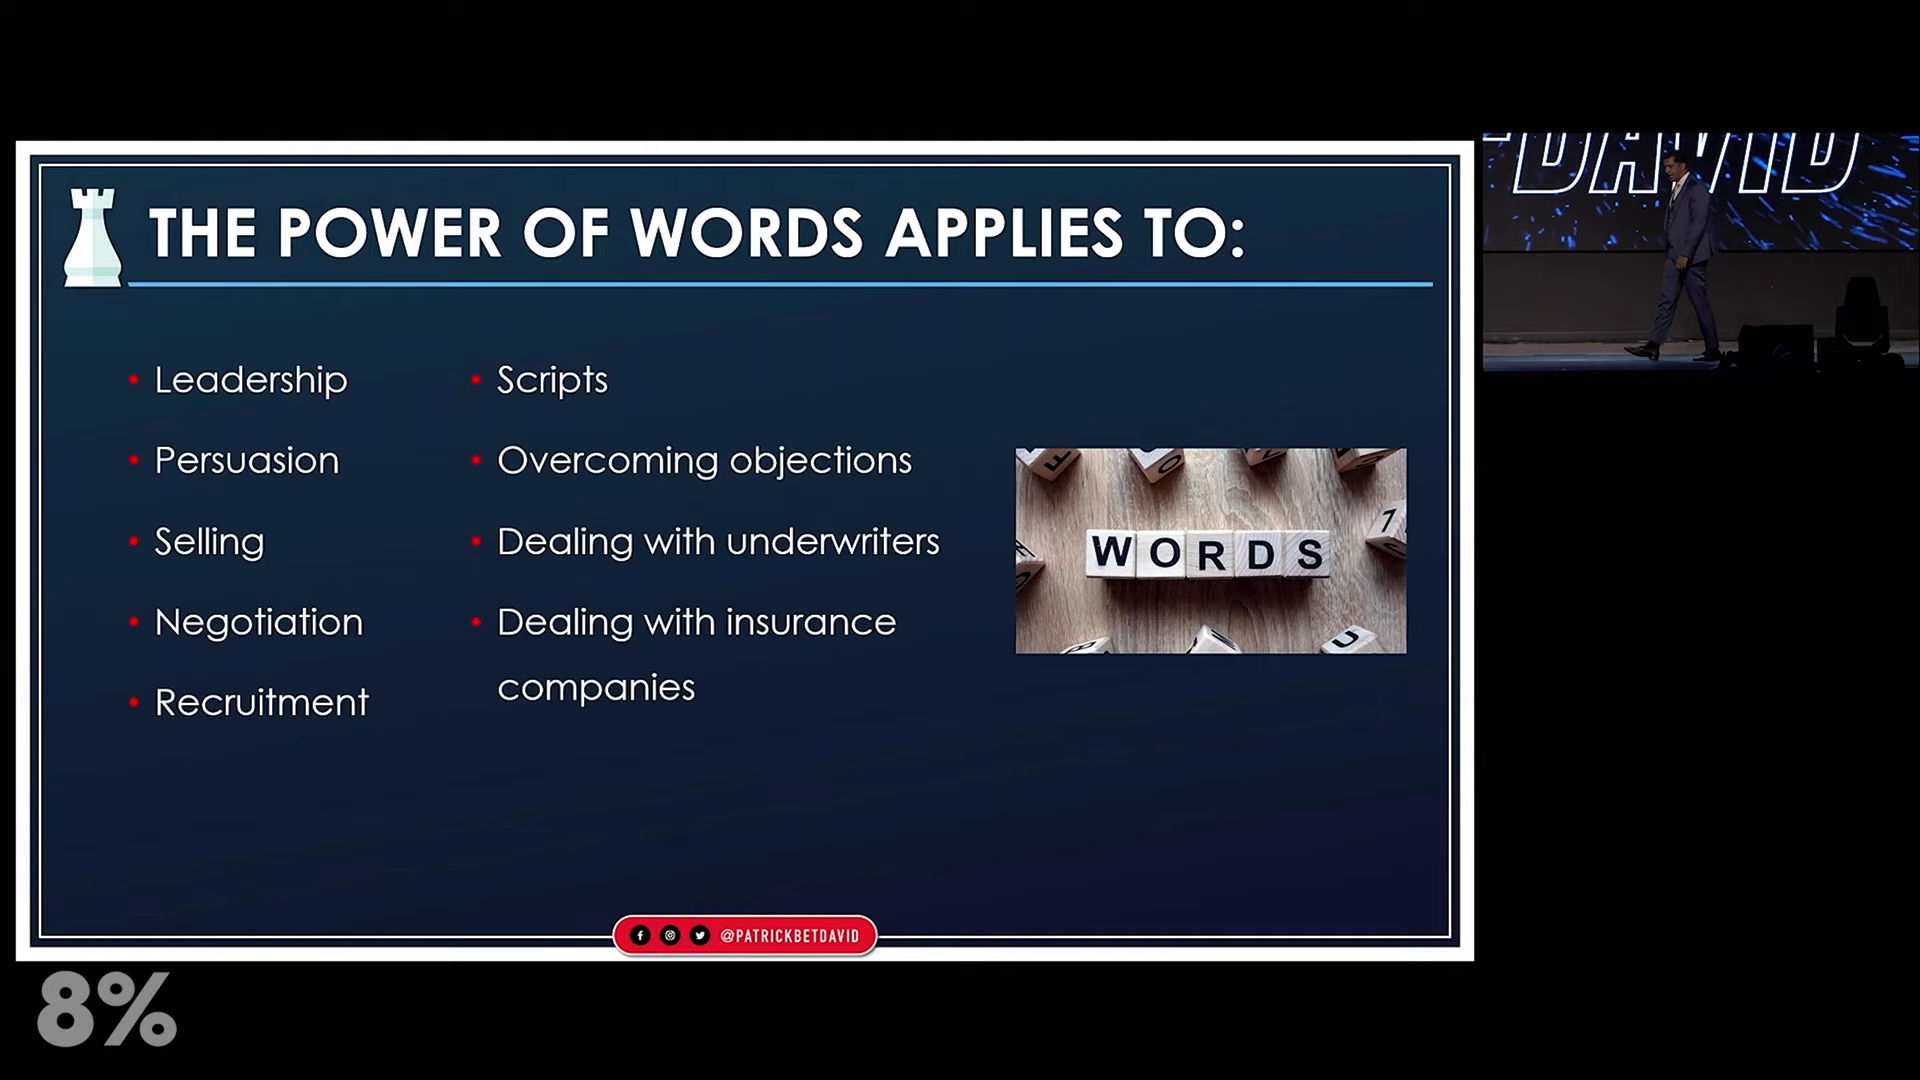 THE POWER OF WORDS APPLIES TO:
• Leadership
• Persuasion
• Selling
• Negotiation
• Recruitment
• Scripts
• Overcoming objections
• Dealing with underwriters
• Dealing with insurance
companies
WORDS
@PATRICKBETDAVID
-DAVID
8%